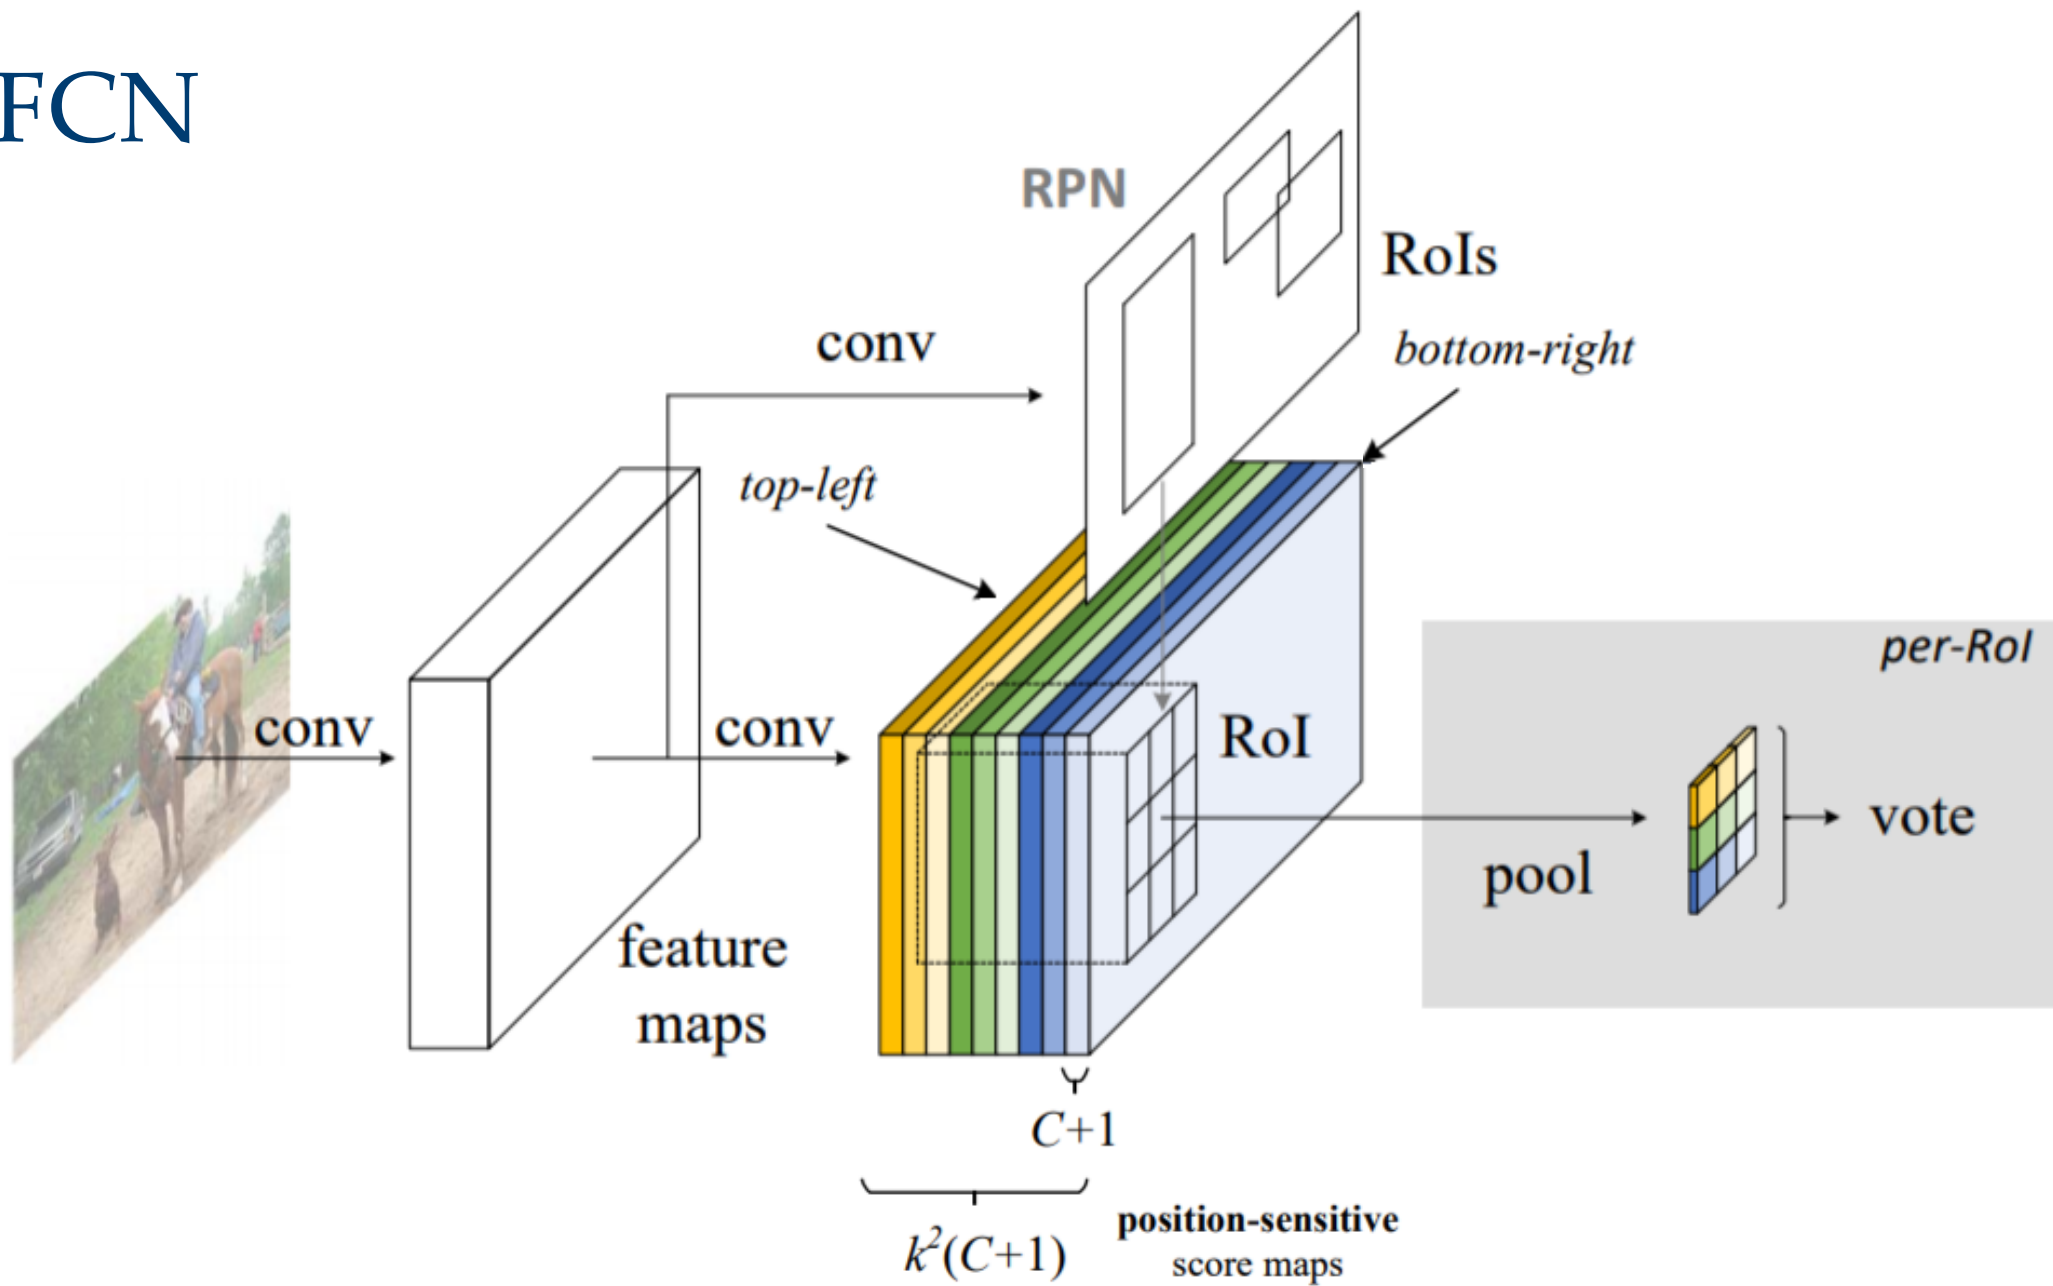 FCN
RPN
RoIs
conv
bottom-right
top-left
per-RoI
conv
conv
RoI
vote
pool
feature
maps
C+1
k²(C+1)
position-sensitive
score maps